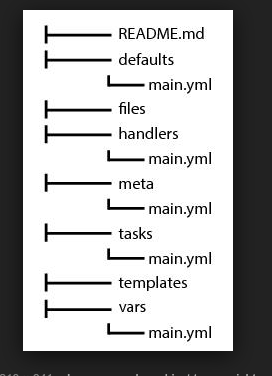 README.md
defaults
main.yml
files
handlers
main.yml
meta
main.yml
tasks
main.yml
templates
vars
main.yml